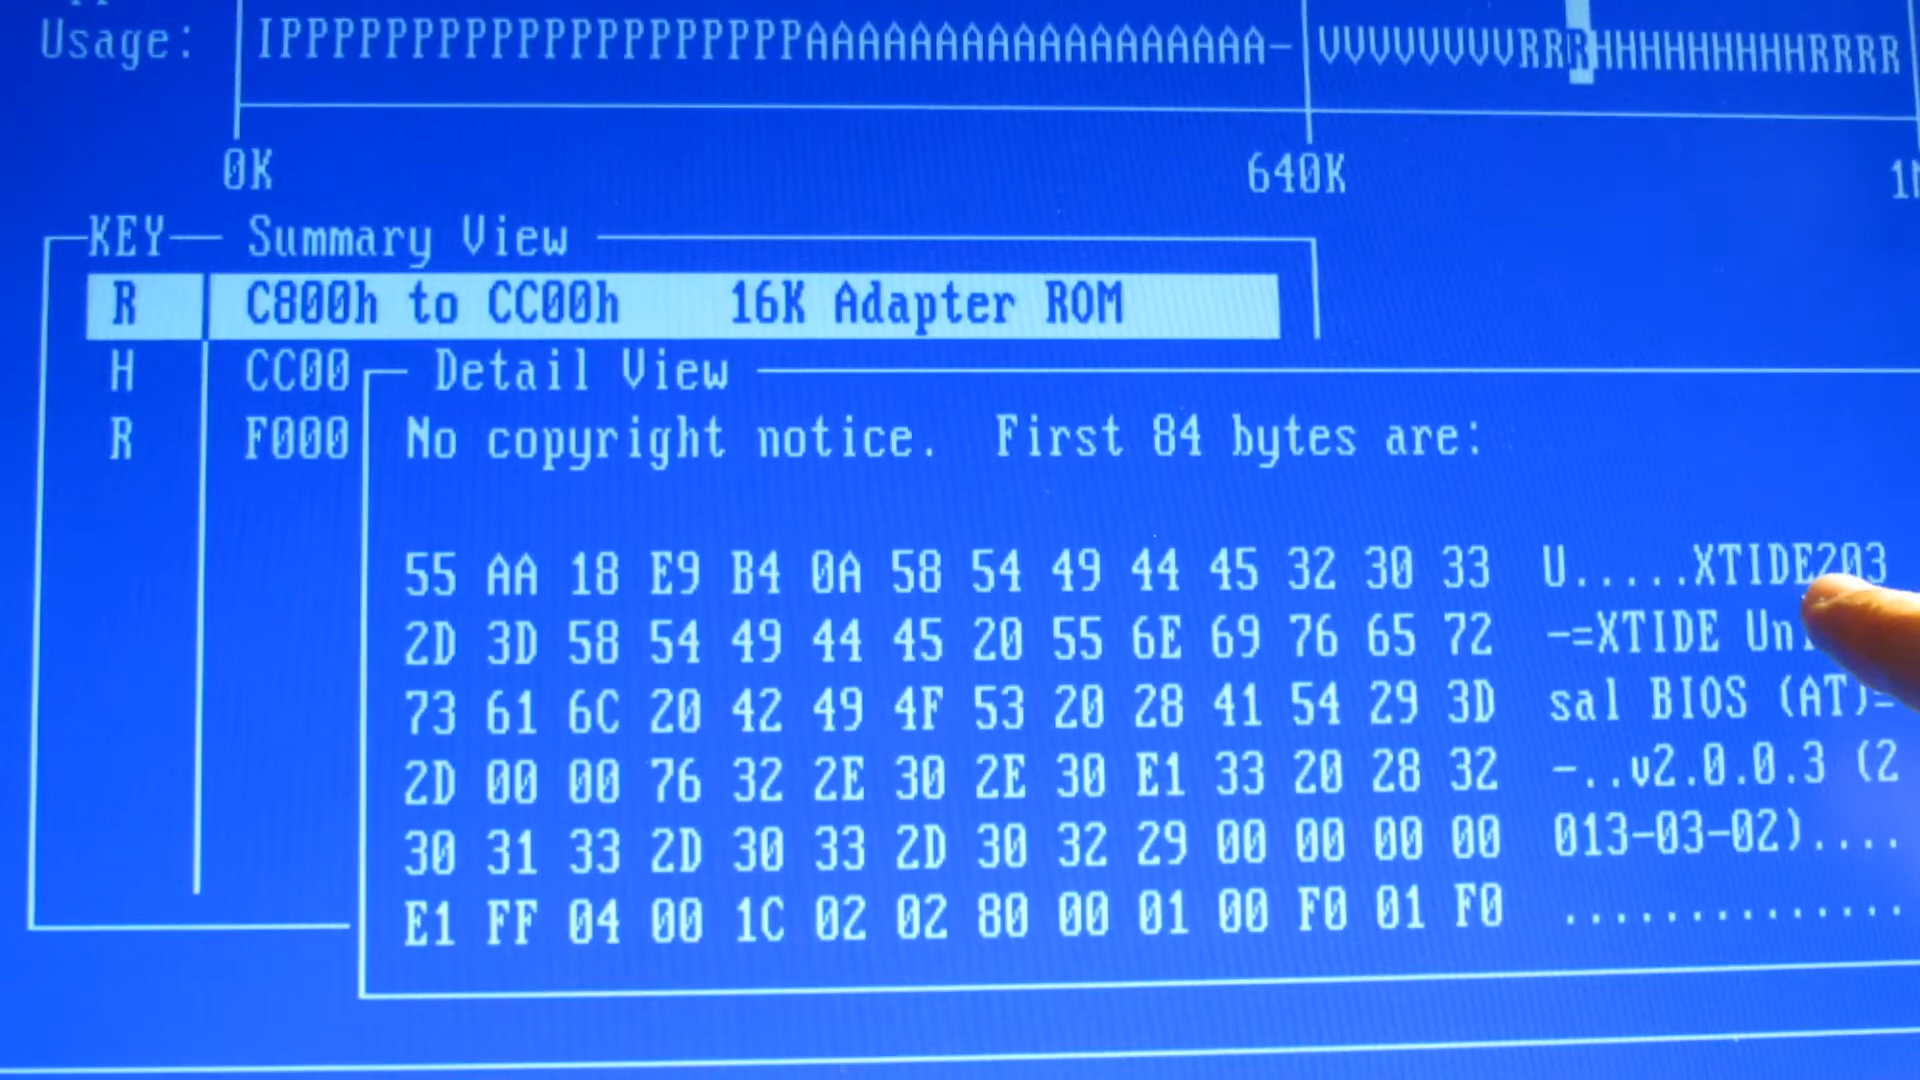 Usage: IPPPPPPPPPPPPPPPPPPPPPAAAAAAAAAAAAAAAAAA- VVVVVVVVRRRHHHHHHHHHRRRR
0K 640K
KEY Summary View
R C800h to CC00h 16K Adapter ROM
H CC00 Detail View
R F000 No copyright notice. First 84 bytes are:
55 AA 18 E9 B4 0A 58 54 49 44 45 32 30 33 U.....XTIDE203
2D 3D 58 54 49 44 45 20 55 6E 69 76 65 72 -=XTIDE Un
73 61 6C 20 42 49 4F 53 20 28 41 54 29 3D sal BIOS (AT)=
2D 00 00 76 32 2E 30 2E 30 E1 33 20 28 32 -..v2.0.0.3 (2
30 31 33 2D 30 33 2D 30 32 29 00 00 00 00 013-03-02)....
E1 FF 04 00 1C 02 02 80 00 01 00 F0 01 F0 ..............